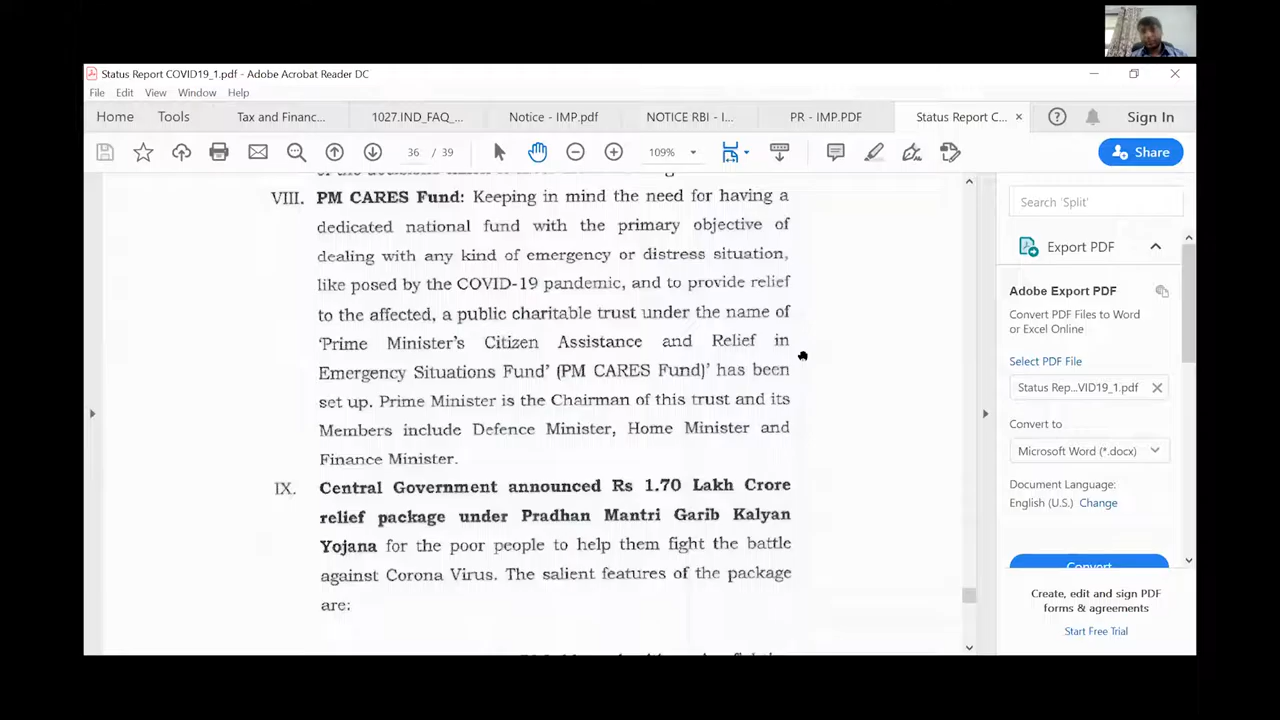 Status Report COVID19_1.pdf - Adobe Acrobat Reader DC
File Edit View Window Help
Home Tools Tax and Financ... 1027.IND_FAQ_... Notice - IMP.pdf NOTICE RBI - I... PR - IMP.PDF Status Report C... × Sign In
36 / 39 109% Share
VIII. PM CARES Fund: Keeping in mind the need for having a
dedicated national fund with the primary objective of
dealing with any kind of emergency or distress situation,
like posed by the COVID-19 pandemic, and to provide relief
to the affected, a public charitable trust under the name of
'Prime Minister's Citizen Assistance and Relief in
Emergency Situations Fund' (PM CARES Fund)' has been
set up. Prime Minister is the Chairman of this trust and its
Members include Defence Minister, Home Minister and
Finance Minister.
IX. Central Government announced Rs 1.70 Lakh Crore
relief package under Pradhan Mantri Garib Kalyan
Yojana for the poor people to help them fight the battle
against Corona Virus. The salient features of the package
are:
Search 'Split'
Export PDF
Adobe Export PDF
Convert PDF Files to Word
or Excel Online
Select PDF File
Status Rep...VID19_1.pdf
Convert to
Microsoft Word (*.docx)
Document Language:
English (U.S.) Change
Convert
Create, edit and sign PDF
forms & agreements
Start Free Trial